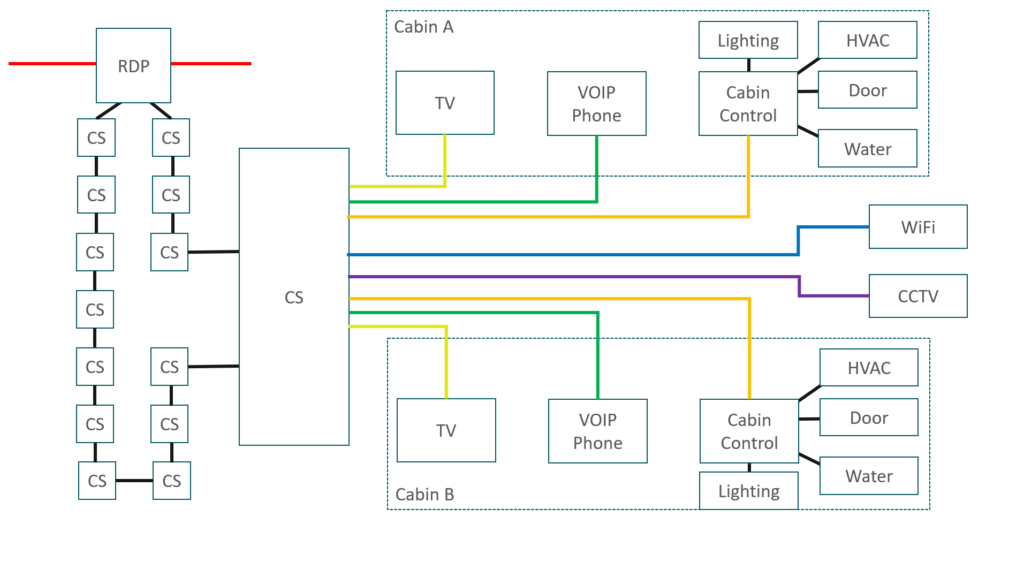 Cabin A
RDP
TV
VOIP
Phone
Lighting
HVAC
Cabin
Control
Door
Water
CS
CS
CS
CS
CS
CS
WiFi
CCTV
CS
CS
CS
CS
CS
CS
CS
CS
TV
VOIP
Phone
Cabin
Control
HVAC
Door
Water
Lighting
Cabin B